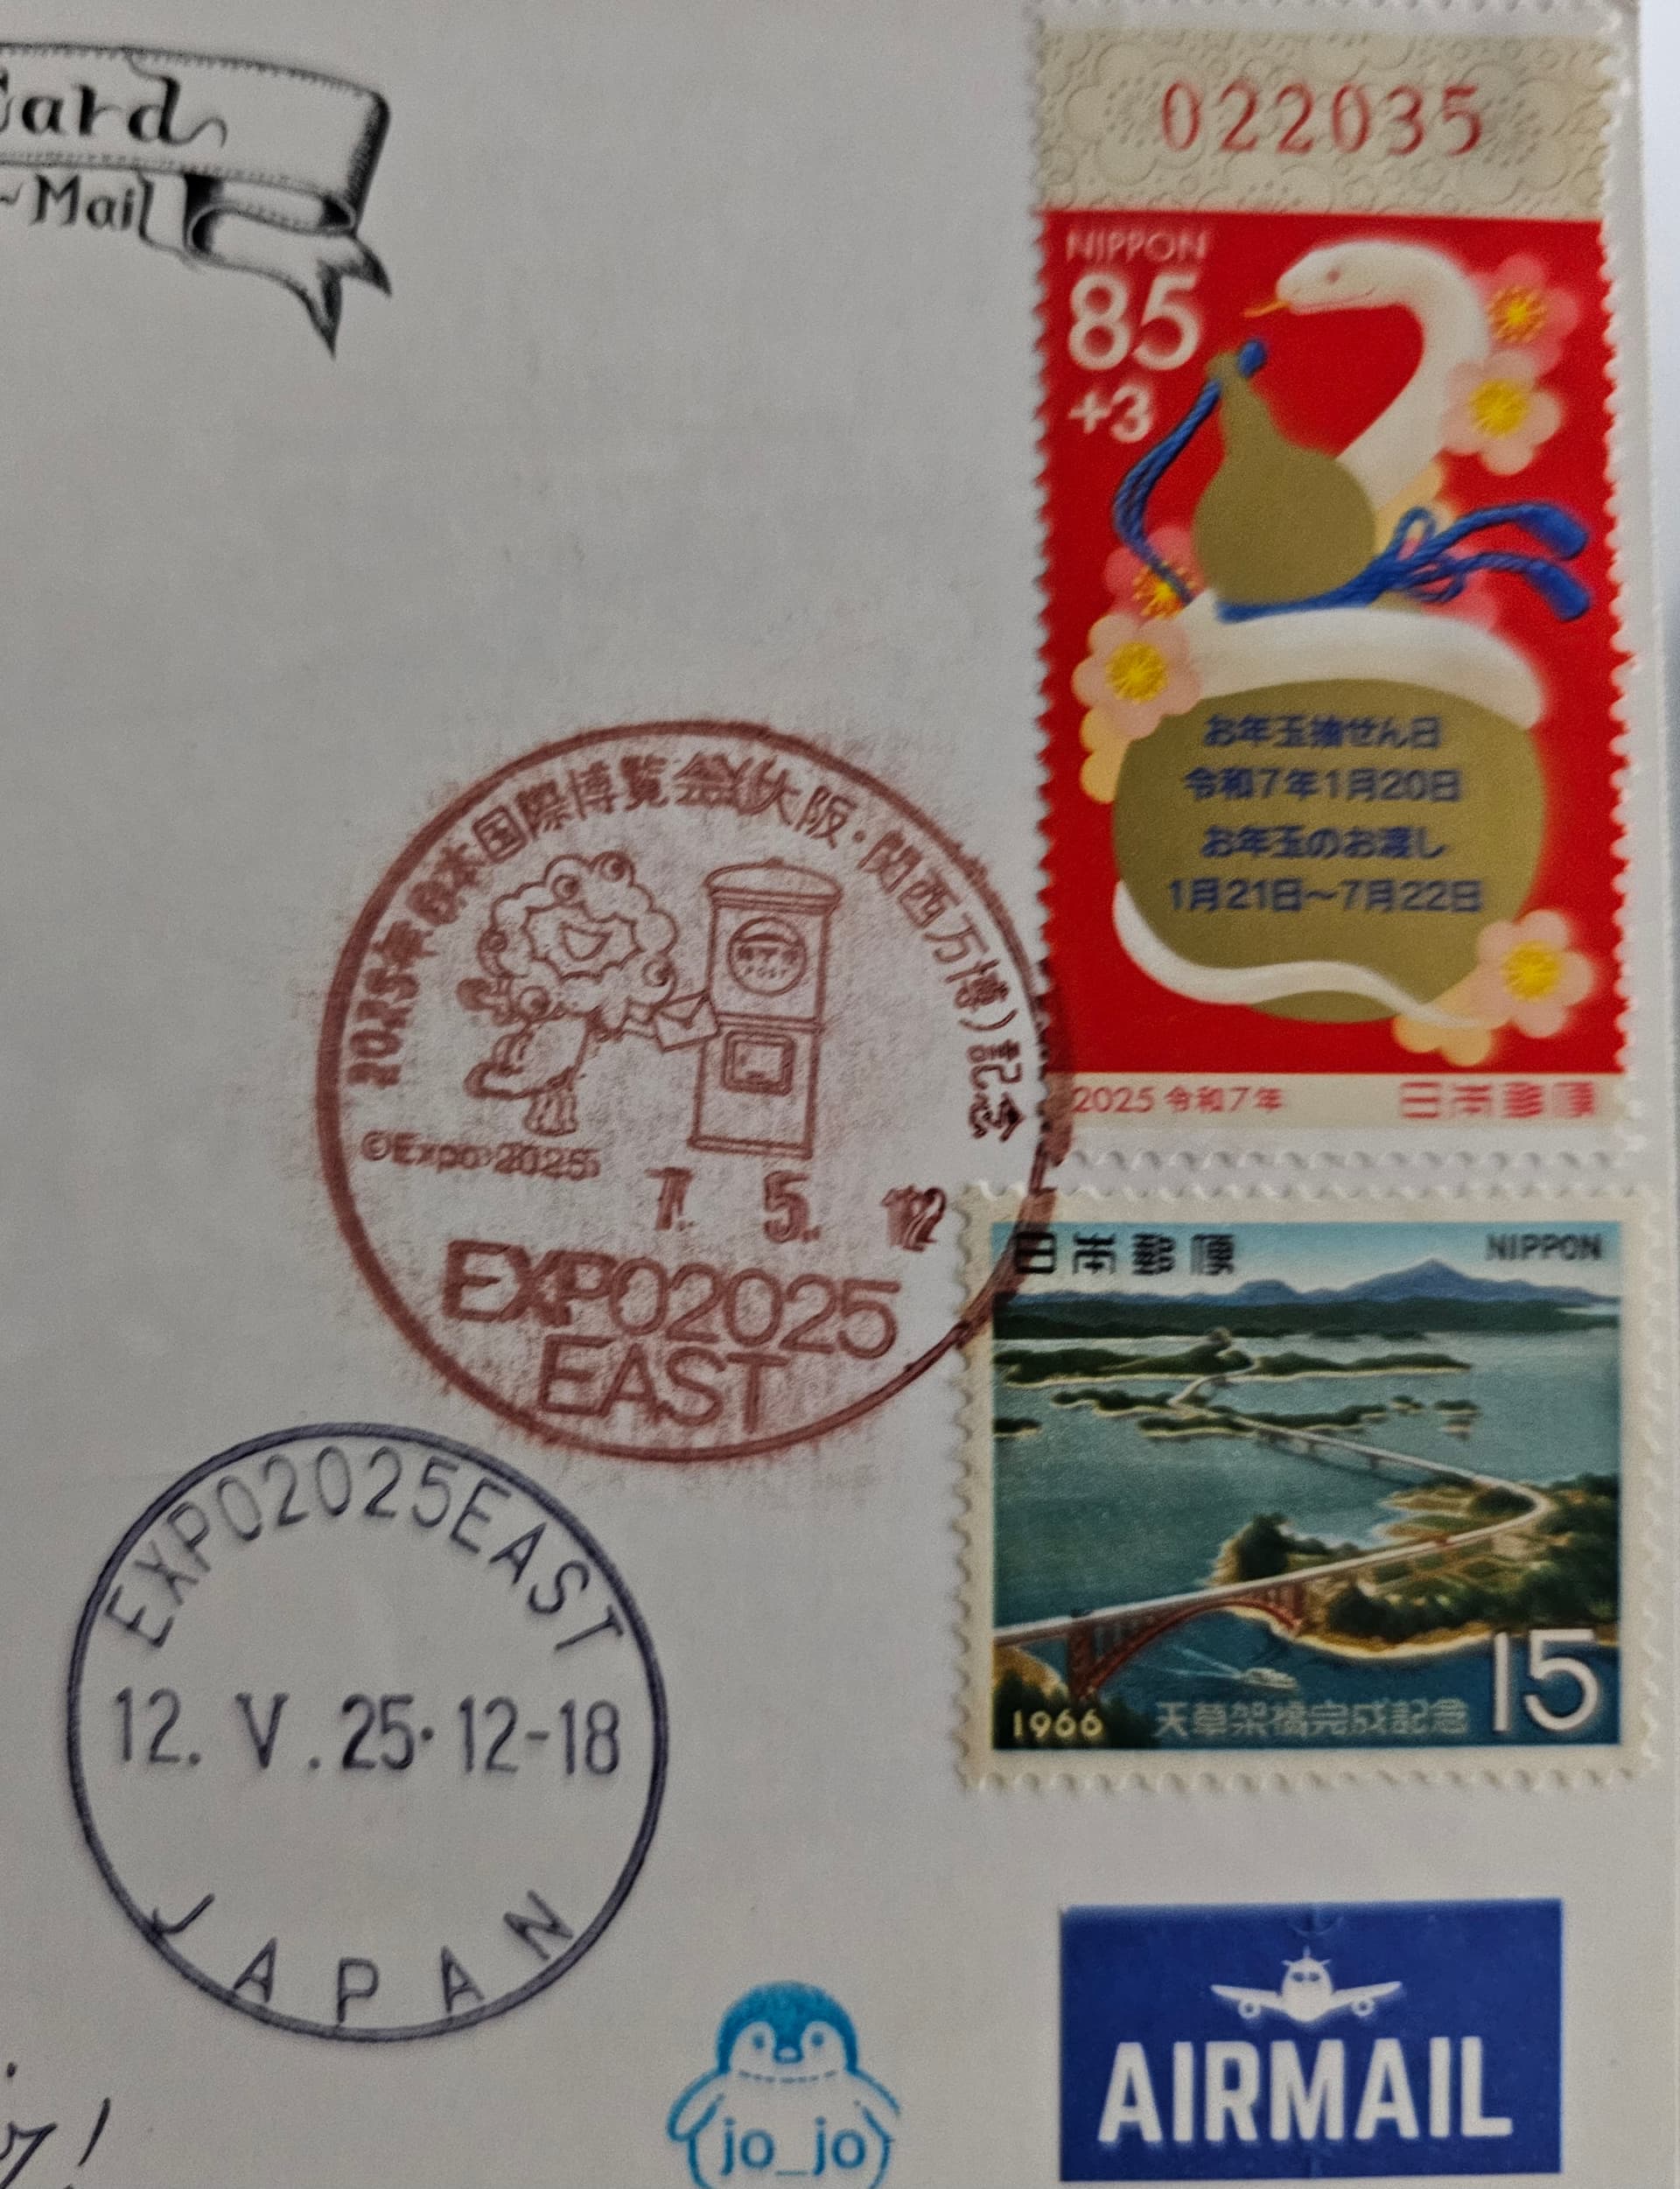 Card
~Mail
022035
NIPPON
85
+3
お年玉抽せん日
令和7年1月20日
お年玉のお渡し
1月21日~7月22日
2025 令和7年 日本郵便
2025年日本国際博覧会(大阪・関西万博)記念
POST
©Expo 2025
7. 5. 12
EXPO2025
EAST
日本郵便 NIPPON
1966 天草架橋完成記念 15
EXPO2025EAST
12. V. 25· 12-18
JAPAN
AIRMAIL
jo_jo